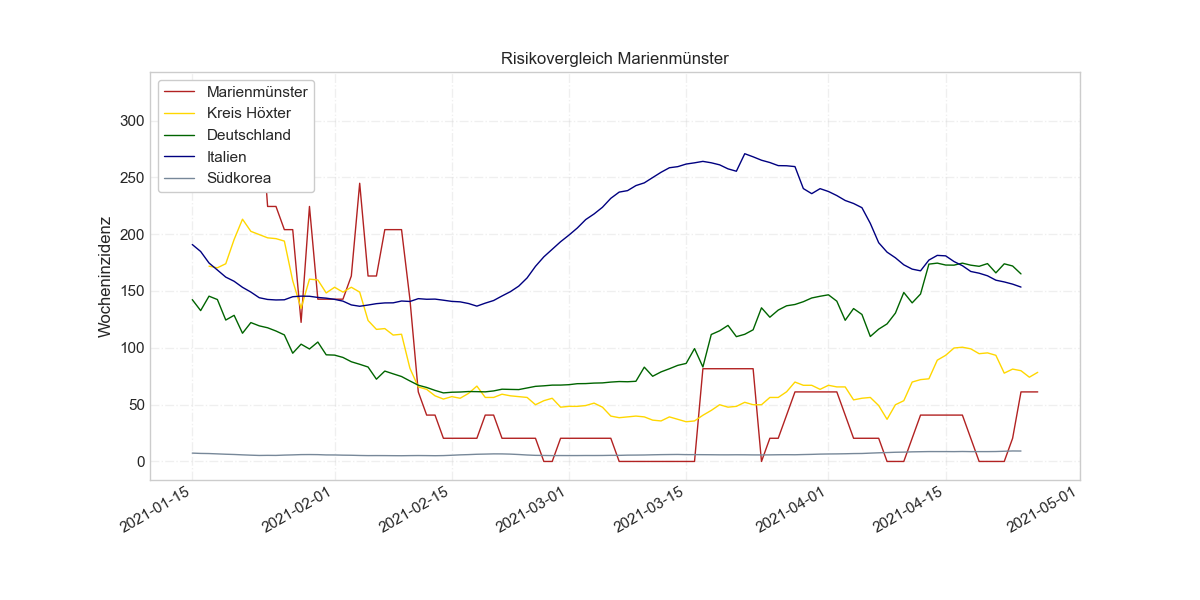 Risikovergleich Marienmünster
Marienmünster
Kreis Höxter
Deutschland
Italien
Südkorea
Wocheninzidenz
300
250
200
150
100
50
0
2021-01-15
2021-02-01
2021-02-15
2021-03-01
2021-03-15
2021-04-01
2021-04-15
2021-05-01